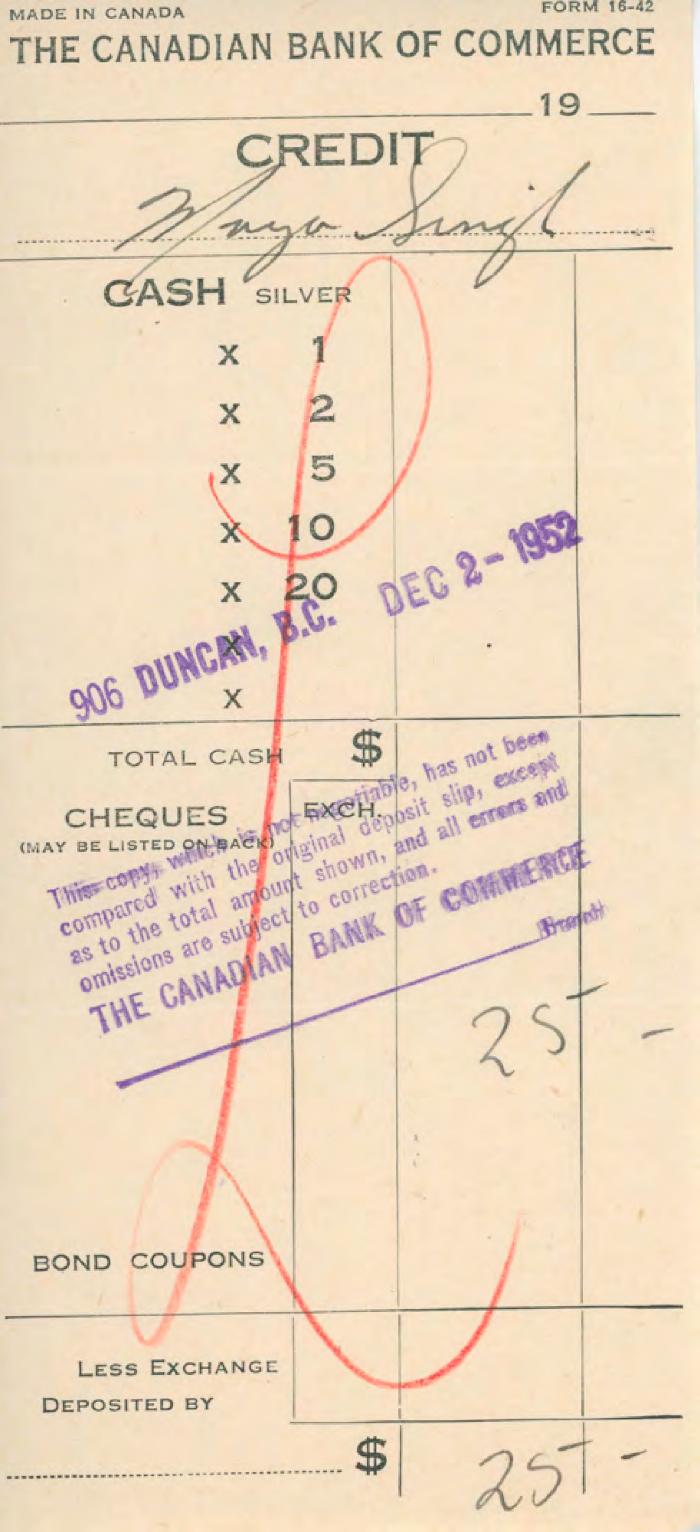 MADE IN CANADA FORM 16-42
THE CANADIAN BANK OF COMMERCE
19
CREDIT
Mayo Singh
CASH SILVER
x 1
x 2
x 5
x 10
x 20
x
x
906 DUNCAN, B.C. DEC 2 - 1952
TOTAL CASH $
CHEQUES EXCH.
(MAY BE LISTED ON BACK)
This copy, which is not negotiable, has not been
compared with the original deposit slip, except
as to the total amount shown, and all errors and
omissions are subject to correction.
THE CANADIAN BANK OF COMMERCE
Branch
25 -
BOND COUPONS
LESS EXCHANGE
DEPOSITED BY
$ 25 -